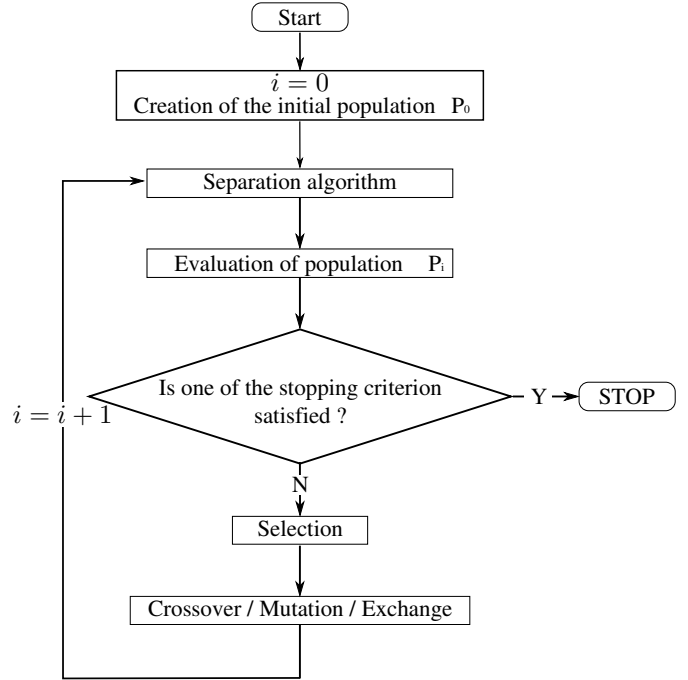 Start
i = 0
Creation of the initial population P₀
Separation algorithm
Evaluation of population Pᵢ
Is one of the stopping criterion
satisfied ?
Y
STOP
i = i + 1
N
Selection
Crossover / Mutation / Exchange